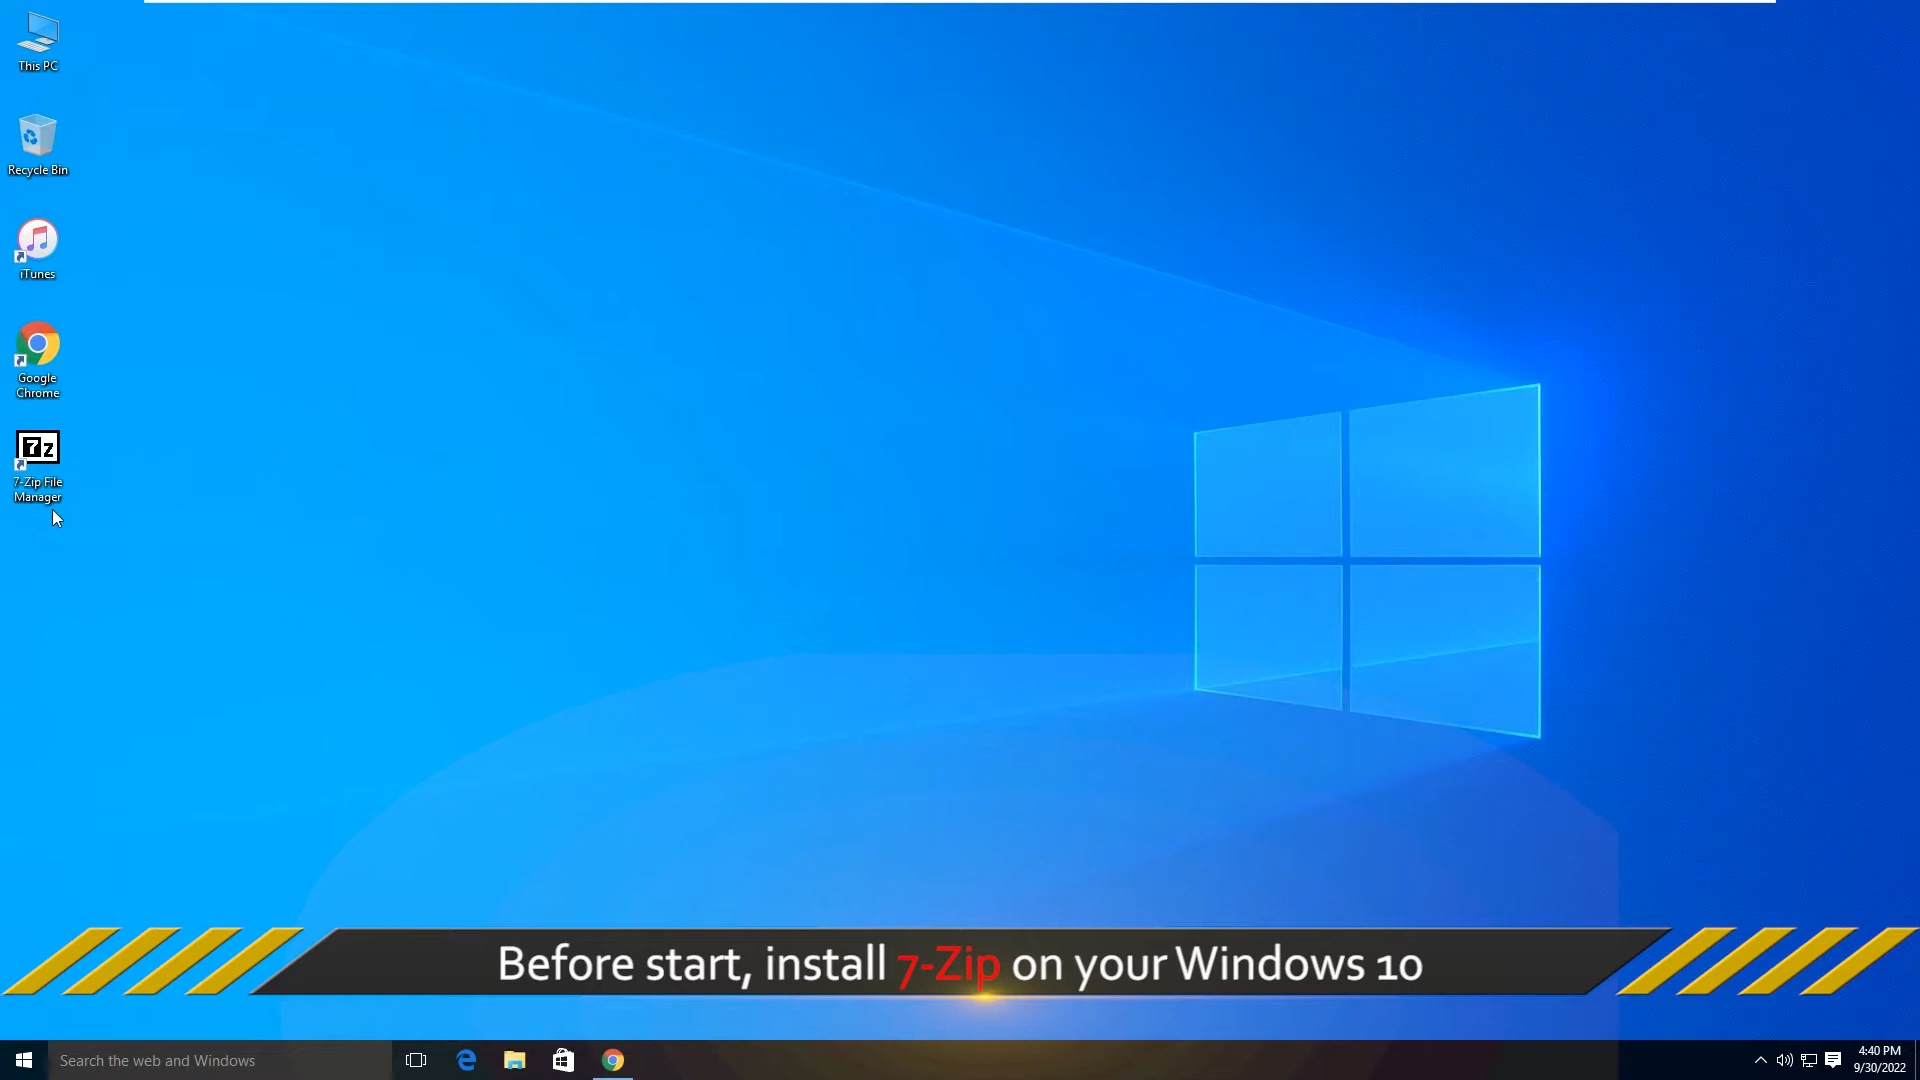 This PC
Recycle Bin
iTunes
Google
Chrome
7z
7-Zip File
Manager
Before start, install 7-Zip on your Windows 10
Search the web and Windows
4:40 PM
9/30/2022